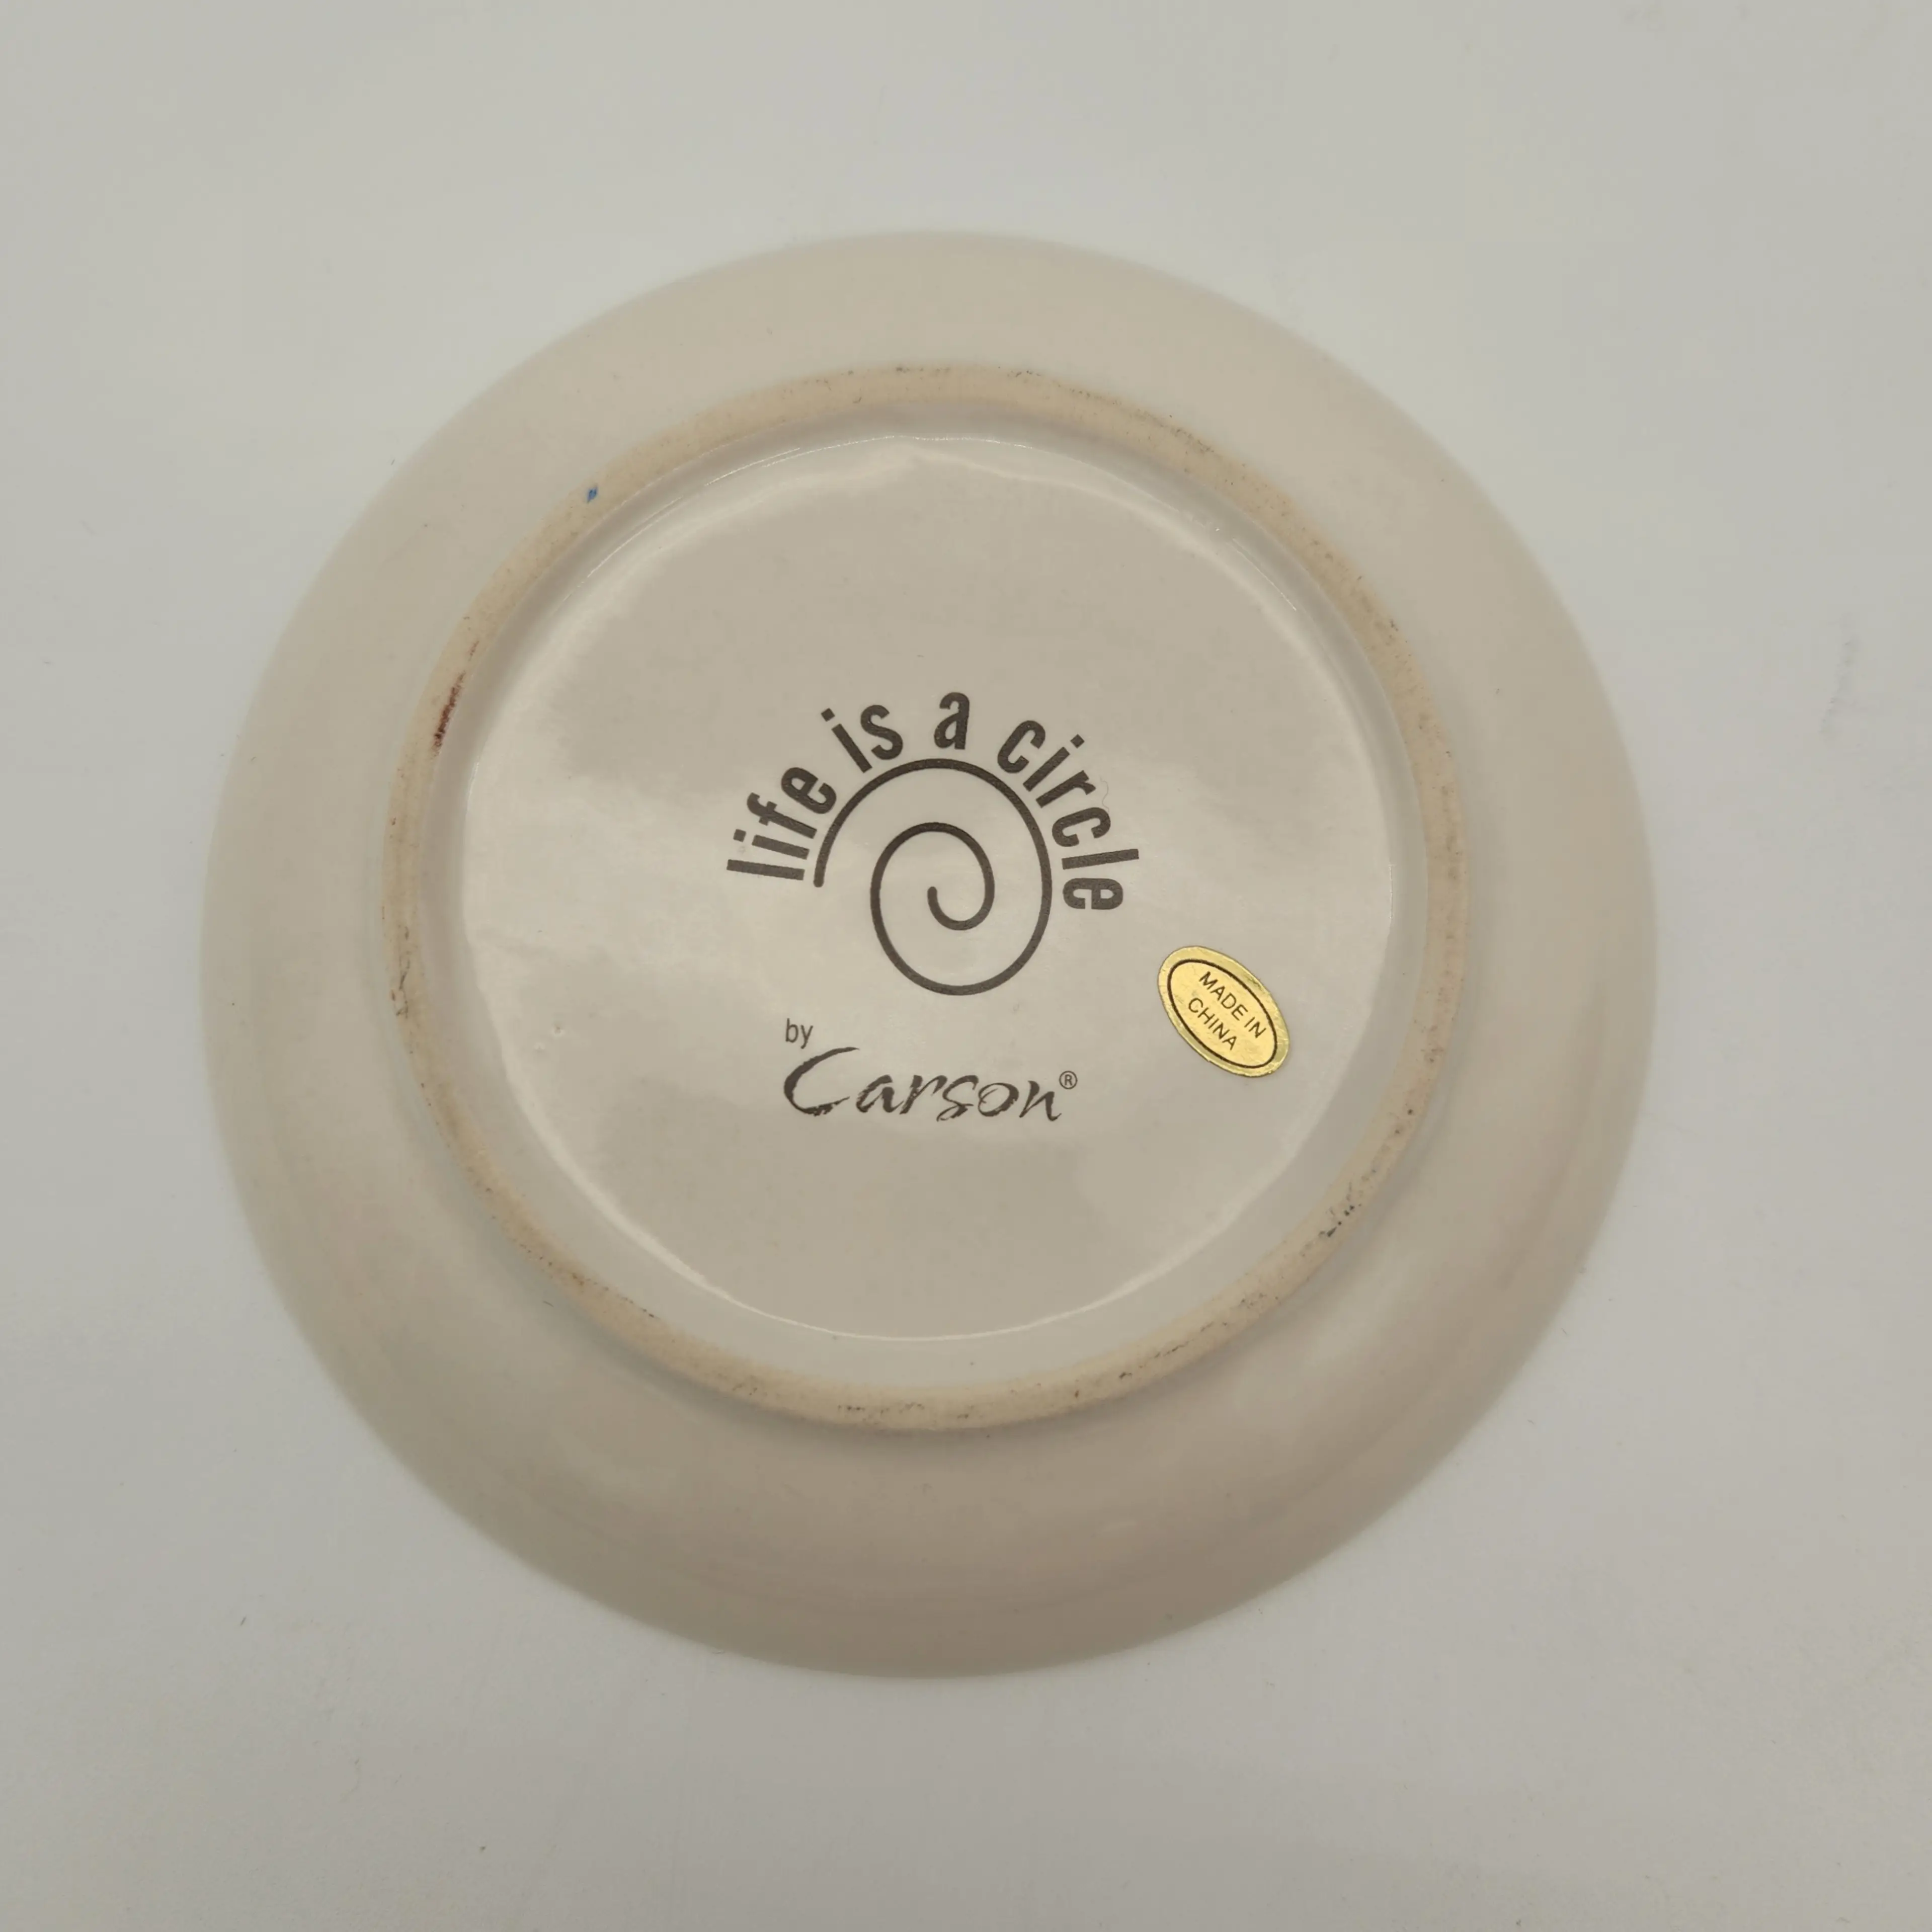 life is a circle
by
Carson®
MADE IN
CHINA